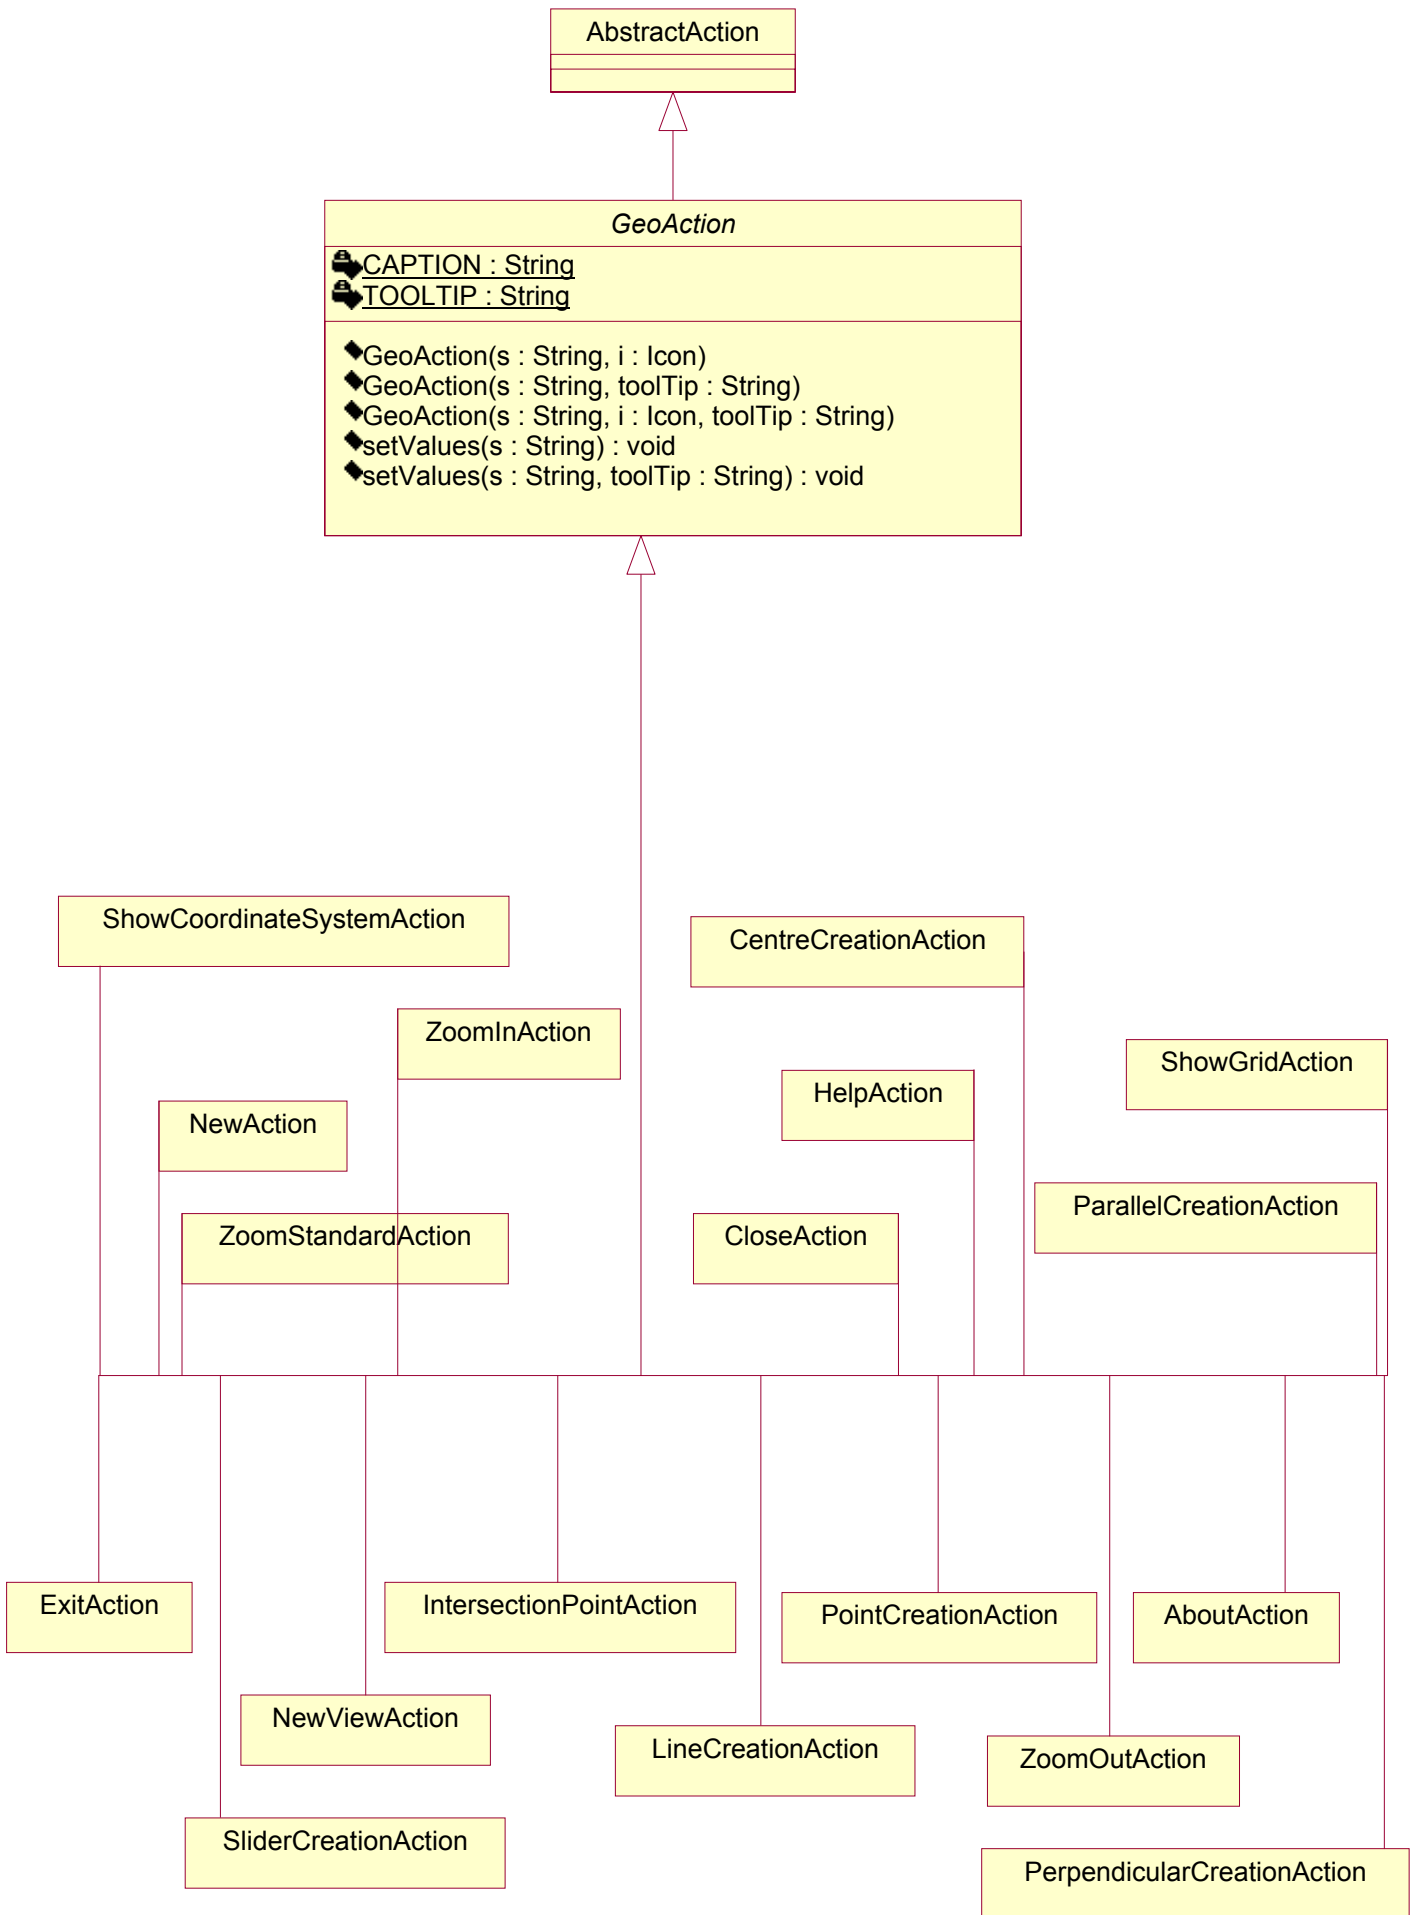 AbstractAction
GeoAction
CAPTION : String
TOOLTIP : String
GeoAction(s : String, i : Icon)
GeoAction(s : String, toolTip : String)
GeoAction(s : String, i : Icon, toolTip : String)
setValues(s : String) : void
setValues(s : String, toolTip : String) : void
ShowCoordinateSystemAction
CentreCreationAction
ZoomInAction
ShowGridAction
HelpAction
NewAction
ParallelCreationAction
ZoomStandardAction
CloseAction
ExitAction
IntersectionPointAction
PointCreationAction
AboutAction
NewViewAction
LineCreationAction
ZoomOutAction
SliderCreationAction
PerpendicularCreationAction